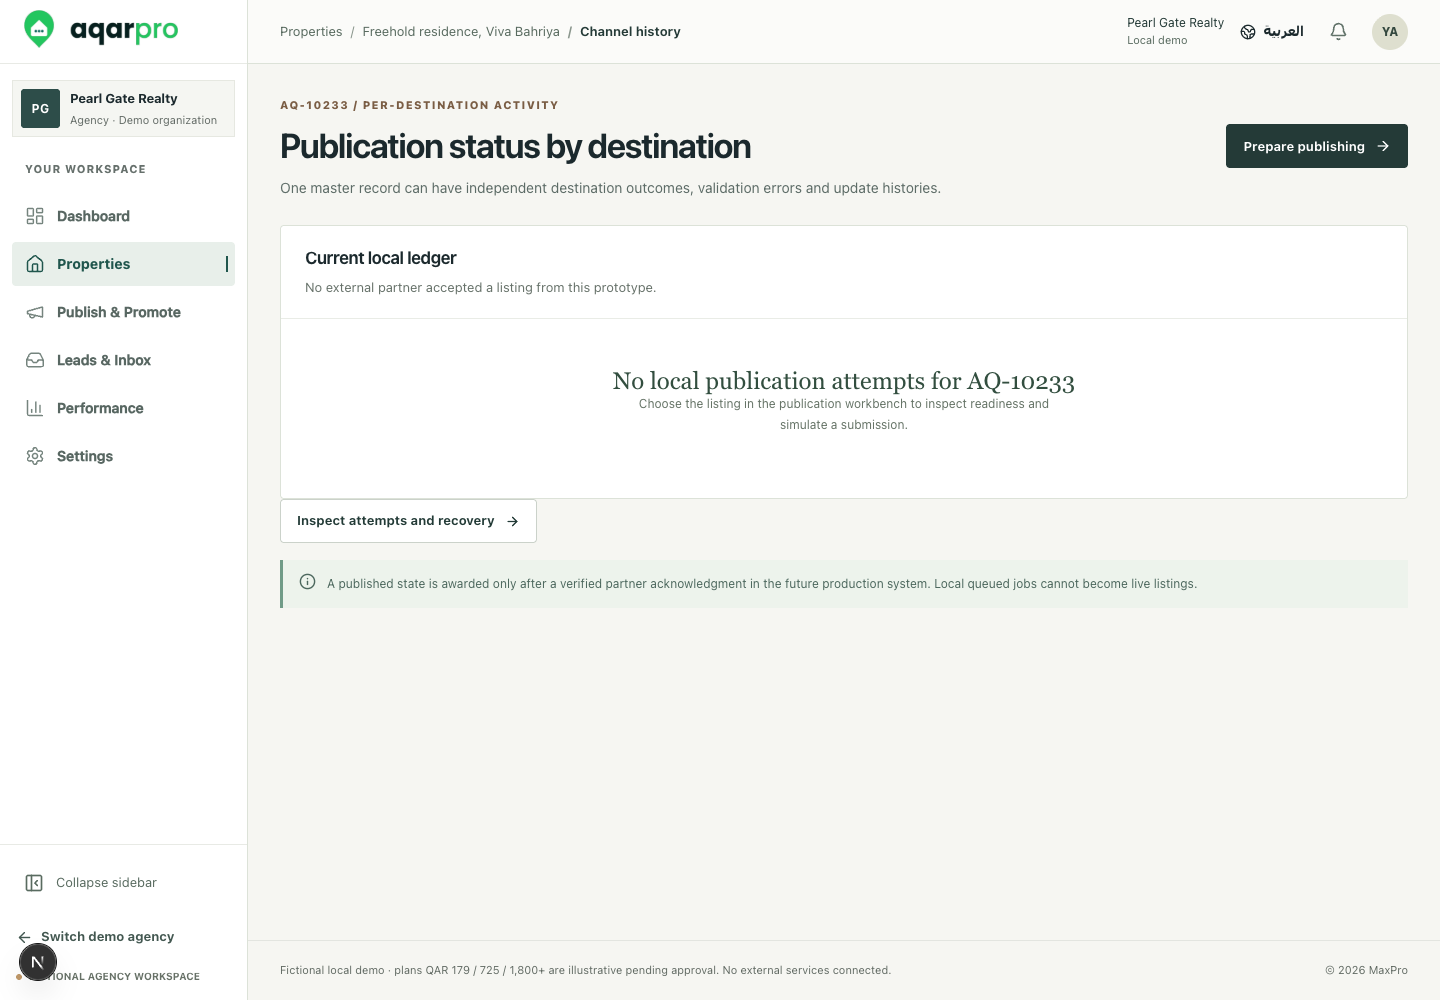 aqarpro
PG
Pearl Gate Realty
Agency · Demo organization
YOUR WORKSPACE
Dashboard
Properties
Publish & Promote
Leads & Inbox
Performance
Settings
Collapse sidebar
Switch demo agency
N
AGENCY WORKSPACE
Properties / Freehold residence, Viva Bahriya / Channel history
Pearl Gate Realty
Local demo
العربية
YA
AQ-10233 / PER-DESTINATION ACTIVITY
Publication status by destination
Prepare publishing
One master record can have independent destination outcomes, validation errors and update histories.
Current local ledger
No external partner accepted a listing from this prototype.
No local publication attempts for AQ-10233
Choose the listing in the publication workbench to inspect readiness and
simulate a submission.
Inspect attempts and recovery
A published state is awarded only after a verified partner acknowledgment in the future production system. Local queued jobs cannot become live listings.
Fictional local demo · plans QAR 179 / 725 / 1,800+ are illustrative pending approval. No external services connected.
© 2026 MaxPro